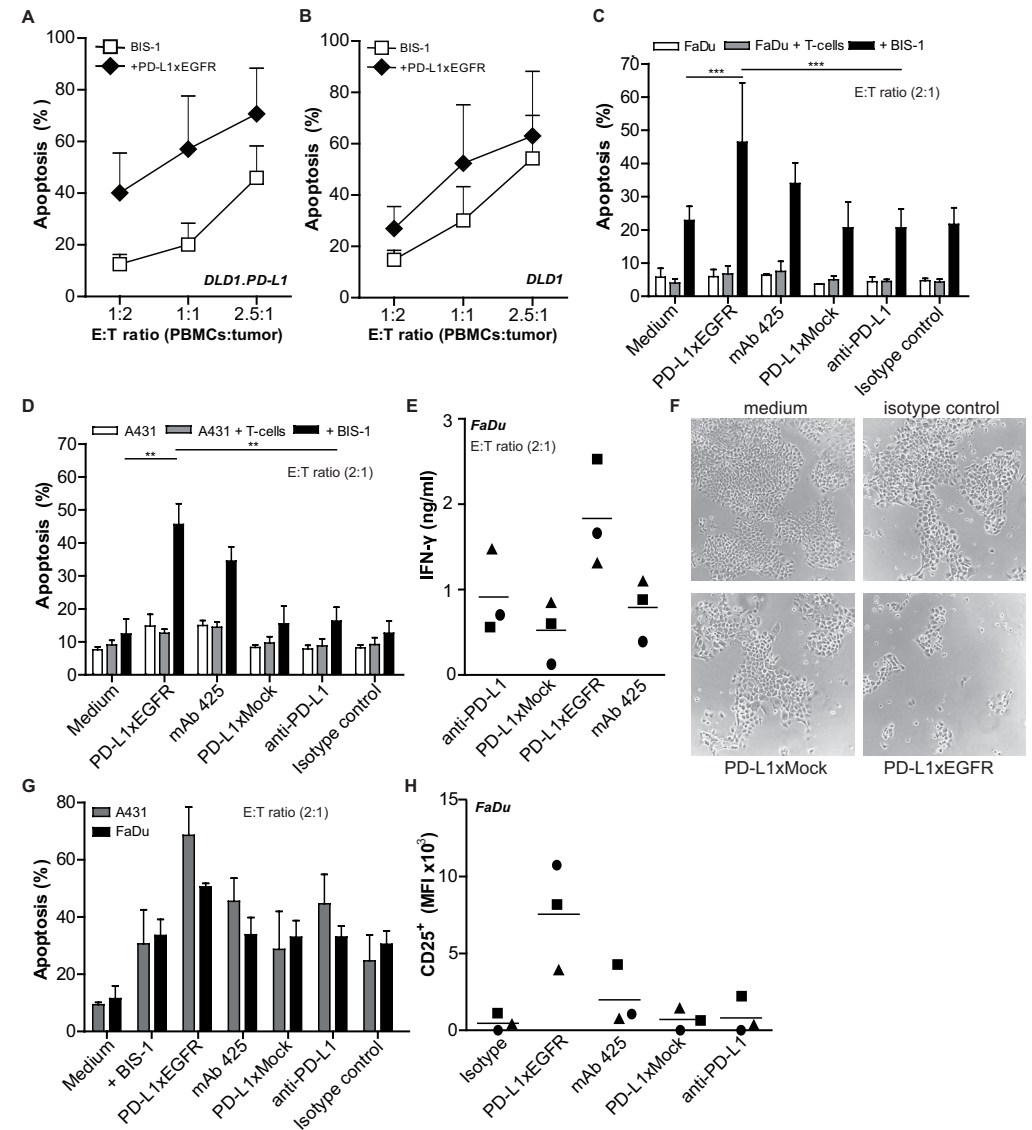 A
BIS-1
+PD-L1xEGFR
Apoptosis (%)
100
80
60
40
20
0
DLD1.PD-L1
1:2 1:1 2.5:1
E:T ratio (PBMCs:tumor)
B
BIS-1
+PD-L1xEGFR
Apoptosis (%)
100
80
60
40
20
0
DLD1
1:2 1:1 2.5:1
E:T ratio (PBMCs:tumor)
C
FaDu FaDu + T-cells + BIS-1
*** ***
E:T ratio (2:1)
Apoptosis (%)
70
60
50
40
30
20
10
0
Medium
PD-L1xEGFR
mAb 425
PD-L1xMock
anti-PD-L1
Isotype control
D
A431 A431 + T-cells + BIS-1
** **
E:T ratio (2:1)
Apoptosis (%)
70
60
50
40
30
20
10
0
Medium
PD-L1xEGFR
mAb 425
PD-L1xMock
anti-PD-L1
Isotype control
E
FaDu
E:T ratio (2:1)
IFN-γ (ng/ml)
3
2
1
0
anti-PD-L1
PD-L1xMock
PD-L1xEGFR
mAb 425
F
medium isotype control
PD-L1xMock PD-L1xEGFR
G
A431
FaDu
E:T ratio (2:1)
Apoptosis (%)
80
60
40
20
0
Medium
+ BIS-1
PD-L1xEGFR
mAb 425
PD-L1xMock
anti-PD-L1
Isotype control
H
FaDu
CD25⁺ (MFI x10³)
15
10
5
0
Isotype
PD-L1xEGFR
mAb 425
PD-L1xMock
anti-PD-L1